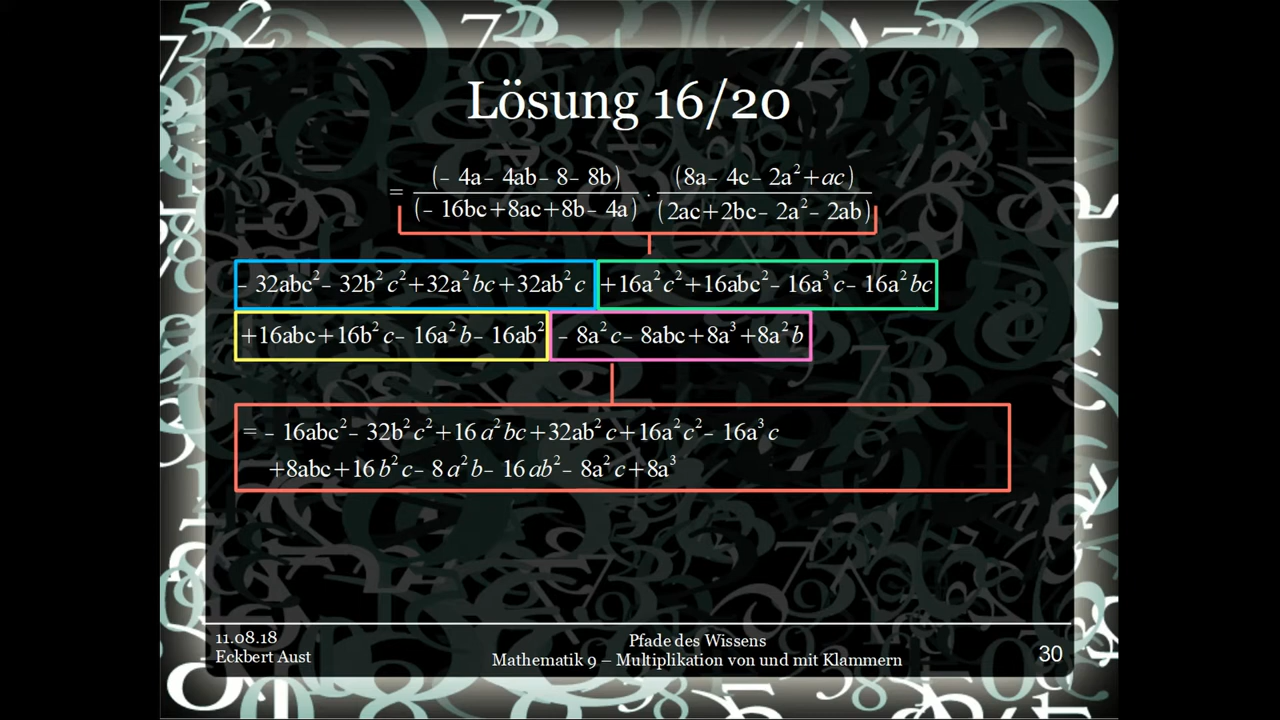 Lösung 16/20
= (– 4a– 4ab– 8– 8b) / (– 16bc+8ac+8b– 4a) · (8a– 4c– 2a²+ac) / (2ac+2bc– 2a²– 2ab)
– 32abc²– 32b²c²+32a²bc+32ab²c +16a²c²+16abc²– 16a³c– 16a²bc
+16abc+16b²c– 16a²b– 16ab² – 8a²c– 8abc+8a³+8a²b
= – 16abc²– 32b²c²+16a²bc+32ab²c+16a²c²– 16a³c
+8abc+16b²c– 8a²b– 16ab²– 8a²c+8a³
11.08.18
Eckbert Aust
Pfade des Wissens
Mathematik 9 – Multiplikation von und mit Klammern
30